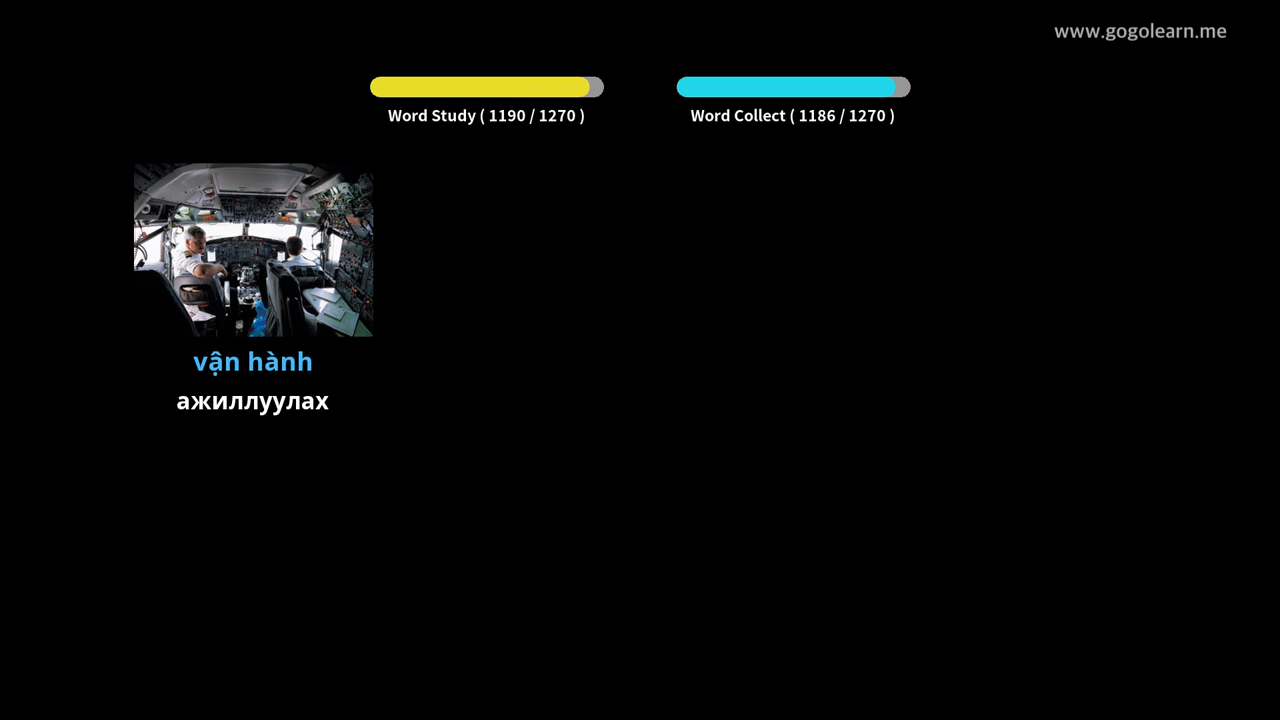 www.gogolearn.me
Word Study ( 1190 / 1270 )
Word Collect ( 1186 / 1270 )
vận hành
ажиллуулах